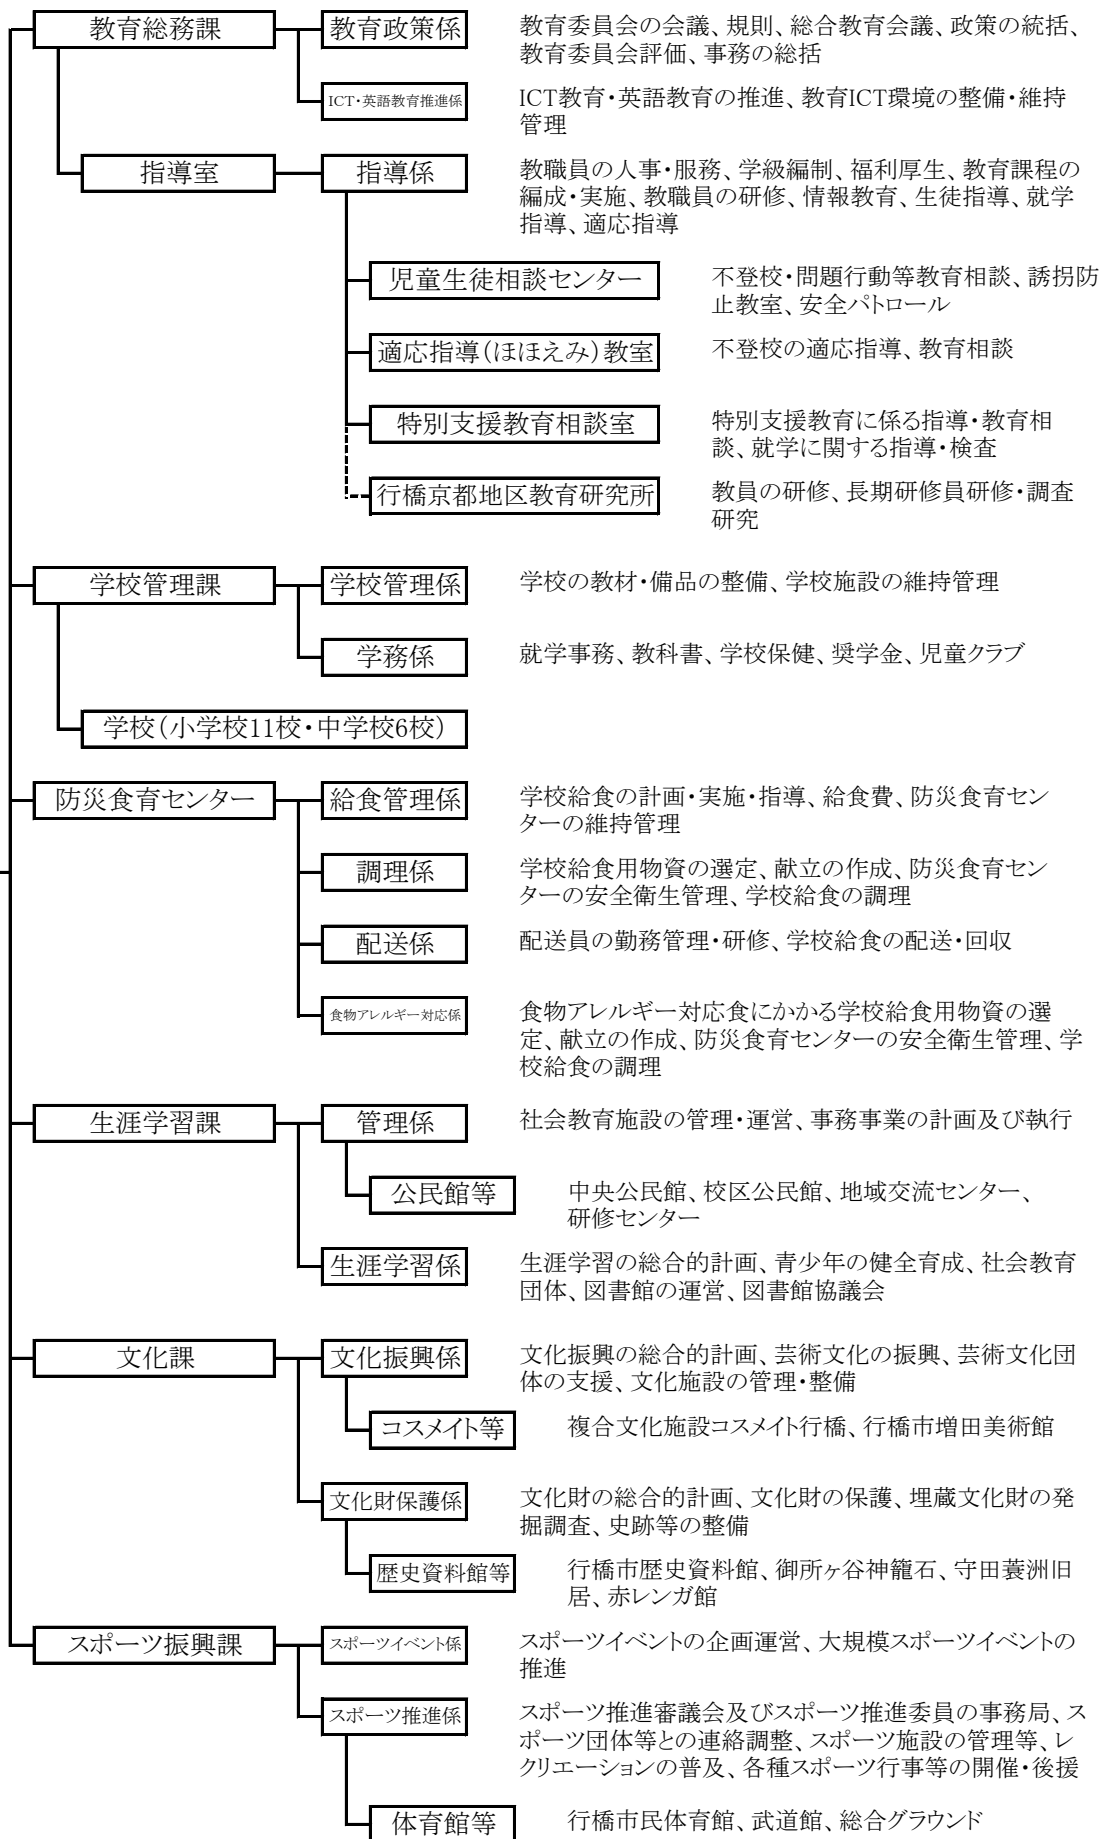 教育総務課
教育政策係
教育委員会の会議、規則、総合教育会議、政策の統括、
教育委員会評価、事務の総括
ICT・英語教育推進係
ICT教育・英語教育の推進、教育ICT環境の整備・維持
管理
指導室
指導係
教職員の人事・服務、学級編制、福利厚生、教育課程の
編成・実施、教職員の研修、情報教育、生徒指導、就学
指導、適応指導
児童生徒相談センター
不登校・問題行動等教育相談、誘拐防
止教室、安全パトロール
適応指導（ほほえみ）教室
不登校の適応指導、教育相談
特別支援教育相談室
特別支援教育に係る指導・教育相
談、就学に関する指導・検査
行橋京都地区教育研究所
教員の研修、長期研修員研修・調査
研究
学校管理課
学校管理係
学校の教材・備品の整備、学校施設の維持管理
学務係
就学事務、教科書、学校保健、奨学金、児童クラブ
学校（小学校11校・中学校6校）
防災食育センター
給食管理係
学校給食の計画・実施・指導、給食費、防災食育セン
ターの維持管理
調理係
学校給食用物資の選定、献立の作成、防災食育セン
ターの安全衛生管理、学校給食の調理
配送係
配送員の勤務管理・研修、学校給食の配送・回収
食物アレルギー対応係
食物アレルギー対応食にかかる学校給食用物資の選
定、献立の作成、防災食育センターの安全衛生管理、学
校給食の調理
生涯学習課
管理係
社会教育施設の管理・運営、事務事業の計画及び執行
公民館等
中央公民館、校区公民館、地域交流センター、
研修センター
生涯学習係
生涯学習の総合的計画、青少年の健全育成、社会教育
団体、図書館の運営、図書館協議会
文化課
文化振興係
文化振興の総合的計画、芸術文化の振興、芸術文化団
体の支援、文化施設の管理・整備
コスメイト等
複合文化施設コスメイト行橋、行橋市増田美術館
文化財保護係
文化財の総合的計画、文化財の保護、埋蔵文化財の発
掘調査、史跡等の整備
歴史資料館等
行橋市歴史資料館、御所ヶ谷神籠石、守田蓑洲旧
居、赤レンガ館
スポーツ振興課
スポーツイベント係
スポーツイベントの企画運営、大規模スポーツイベントの
推進
スポーツ推進係
スポーツ推進審議会及びスポーツ推進委員の事務局、ス
ポーツ団体等との連絡調整、スポーツ施設の管理等、レ
クリエーションの普及、各種スポーツ行事等の開催・後援
体育館等
行橋市民体育館、武道館、総合グラウンド